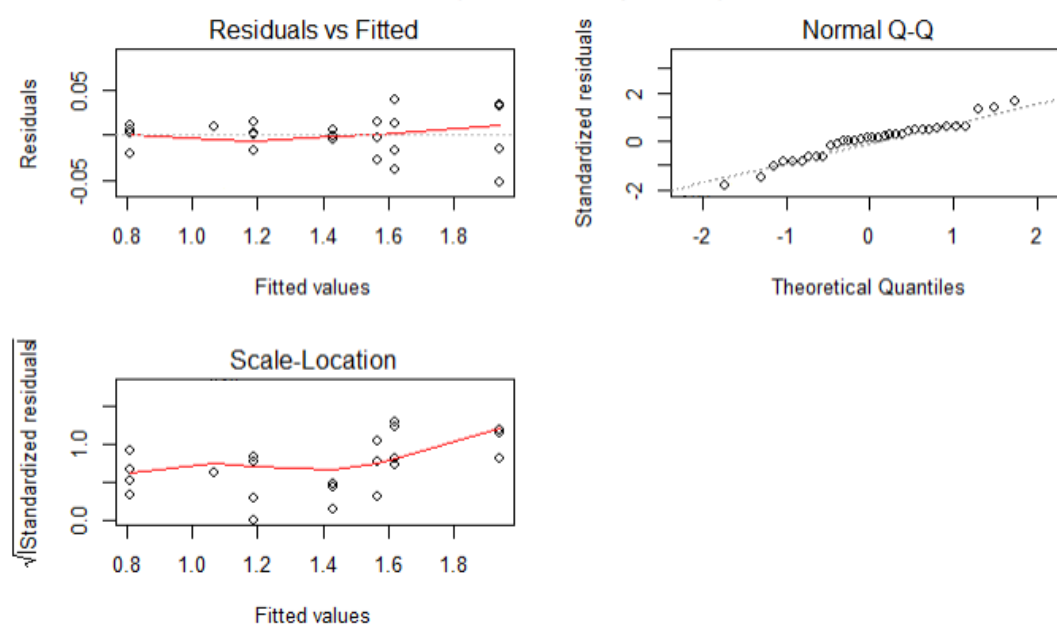 Residuals vs Fitted
Residuals
0.05
-0.05
0.8 1.0 1.2 1.4 1.6 1.8
Fitted values
Normal Q-Q
Standardized residuals
2
0
-2
-2 -1 0 1 2
Theoretical Quantiles
Scale-Location
√|Standardized residuals|
1.0
0.0
0.8 1.0 1.2 1.4 1.6 1.8
Fitted values